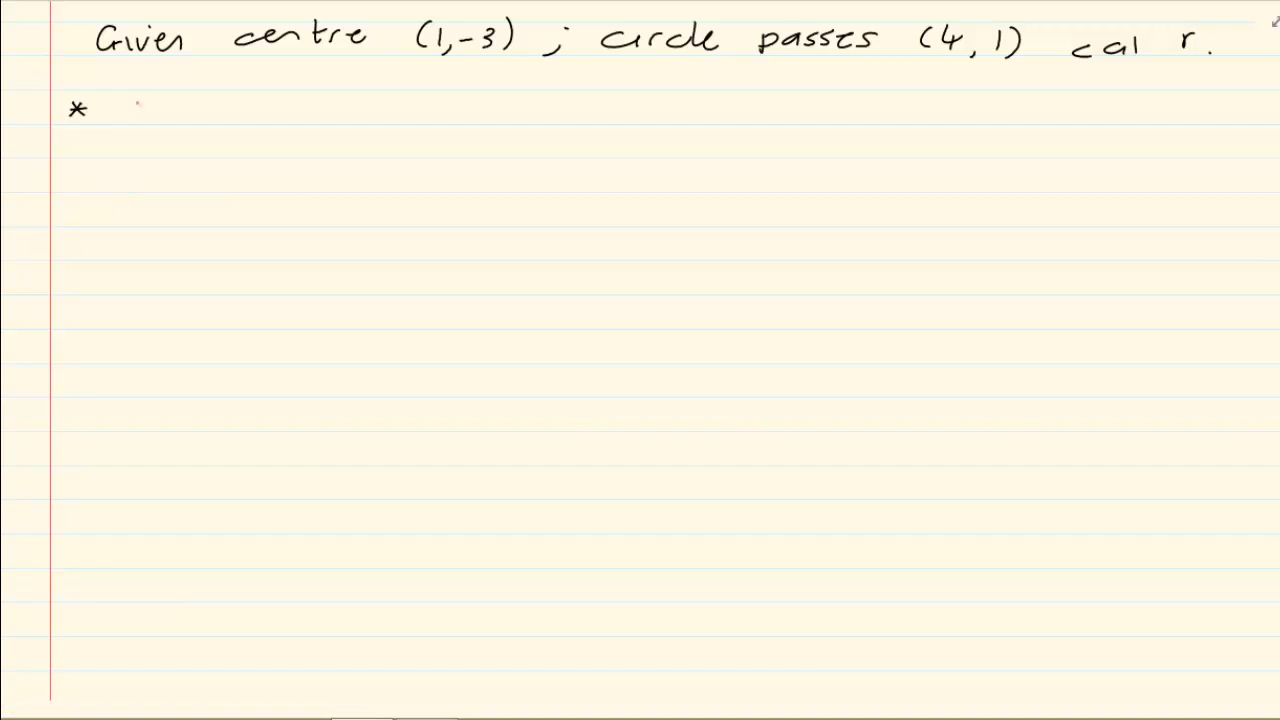 Given centre (1,-3) ; circle passes (4,1) cal r.
*